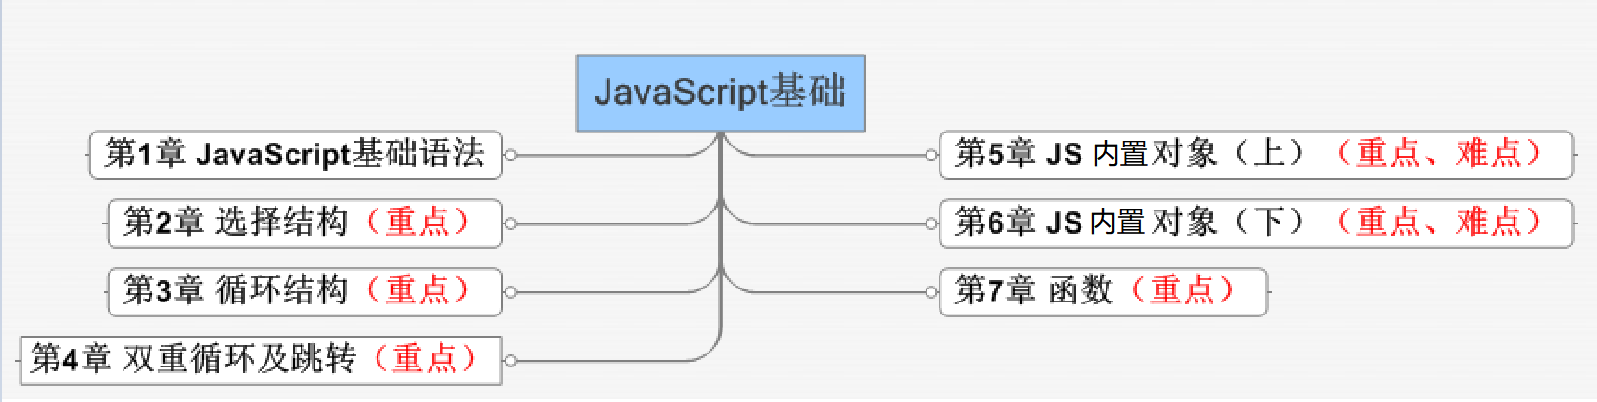 JavaScript基础
第1章 JavaScript基础语法
第2章 选择结构（重点）
第3章 循环结构（重点）
第4章 双重循环及跳转（重点）
第5章 JS 内置对象（上）（重点、难点）
第6章 JS 内置对象（下）（重点、难点）
第7章 函数（重点）